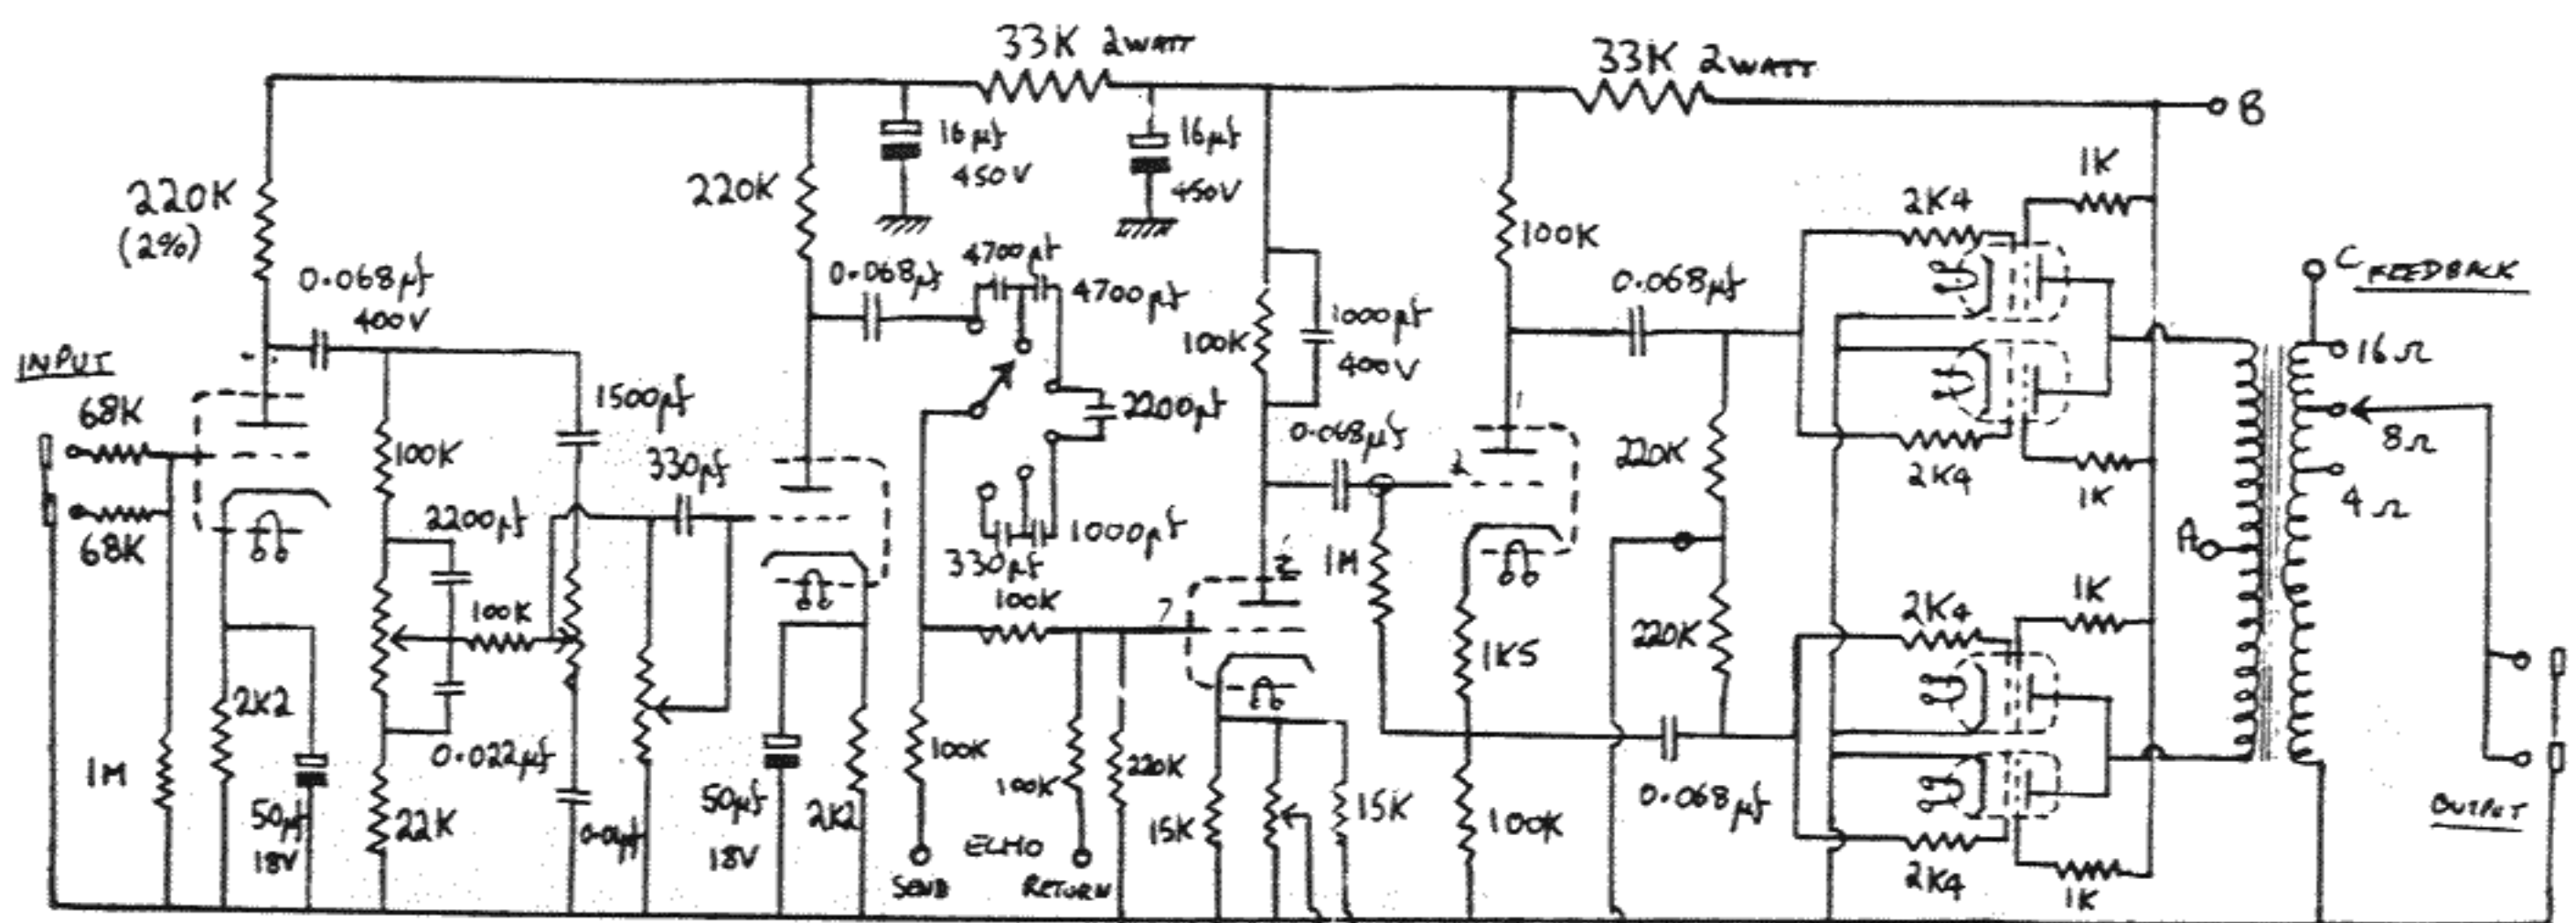 33K 2WATT
33K 2WATT
B
16µf
450V
16µf
450V
1K
220K
(2%)
220K
2K4
100K
4700pf
4700pf
0.068µf
400V
0.068µf
0.068µf
C FEEDBACK
100K
1000pf
400V
16Ω
INPUT
68K
1500pf
2200pf
8Ω
0.068µf
100K
330pf
220K
2K4
1K
4Ω
68K
2200pf
330pf
1000pf
1M
A
100K
100K
7
220K
2K4
1K
1K5
2K2
1M
0.022µf
100K
100K
220K
50µf
18V
22K
0.01µf
50µf
18V
2K2
15K
15K
100K
0.068µf
OUTPUT
ECHO
SEND
RETURN
2K4
1K